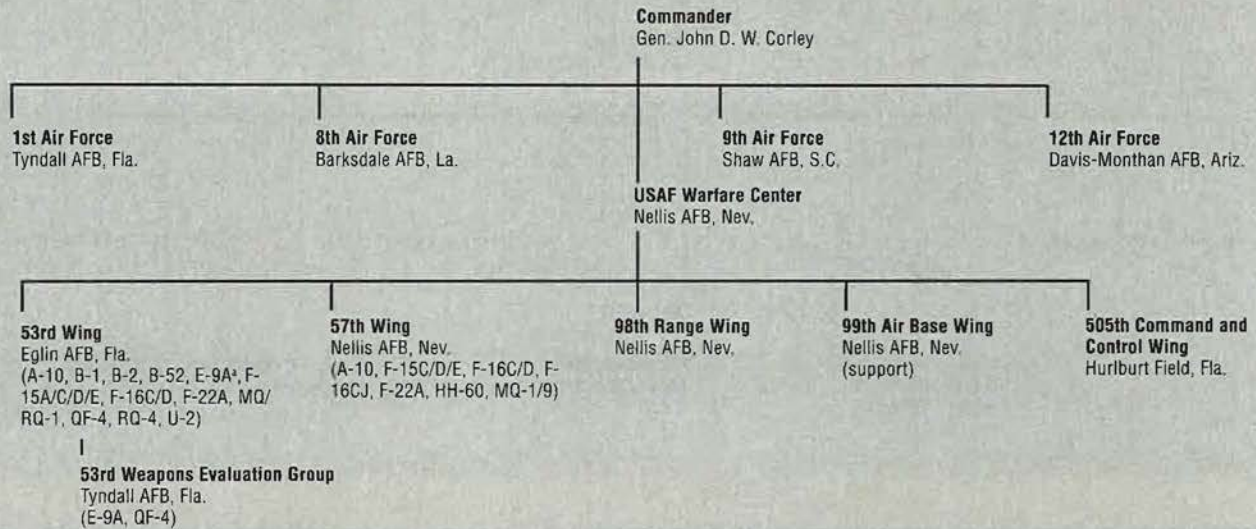 Commander
Gen. John D. W. Corley
1st Air Force
Tyndall AFB, Fla.
8th Air Force
Barksdale AFB, La.
9th Air Force
Shaw AFB, S.C.
12th Air Force
Davis-Monthan AFB, Ariz.
USAF Warfare Center
Nellis AFB, Nev.
53rd Wing
Eglin AFB, Fla.
(A-10, B-1, B-2, B-52, E-9Aᵃ, F-
15A/C/D/E, F-16C/D, F-22A, MQ/
RQ-1, QF-4, RQ-4, U-2)
53rd Weapons Evaluation Group
Tyndall AFB, Fla.
(E-9A, QF-4)
57th Wing
Nellis AFB, Nev.
(A-10, F-15C/D/E, F-16C/D, F-
16CJ, F-22A, HH-60, MQ-1/9)
98th Range Wing
Nellis AFB, Nev.
99th Air Base Wing
Nellis AFB, Nev.
(support)
505th Command and
Control Wing
Hurlburt Field, Fla.